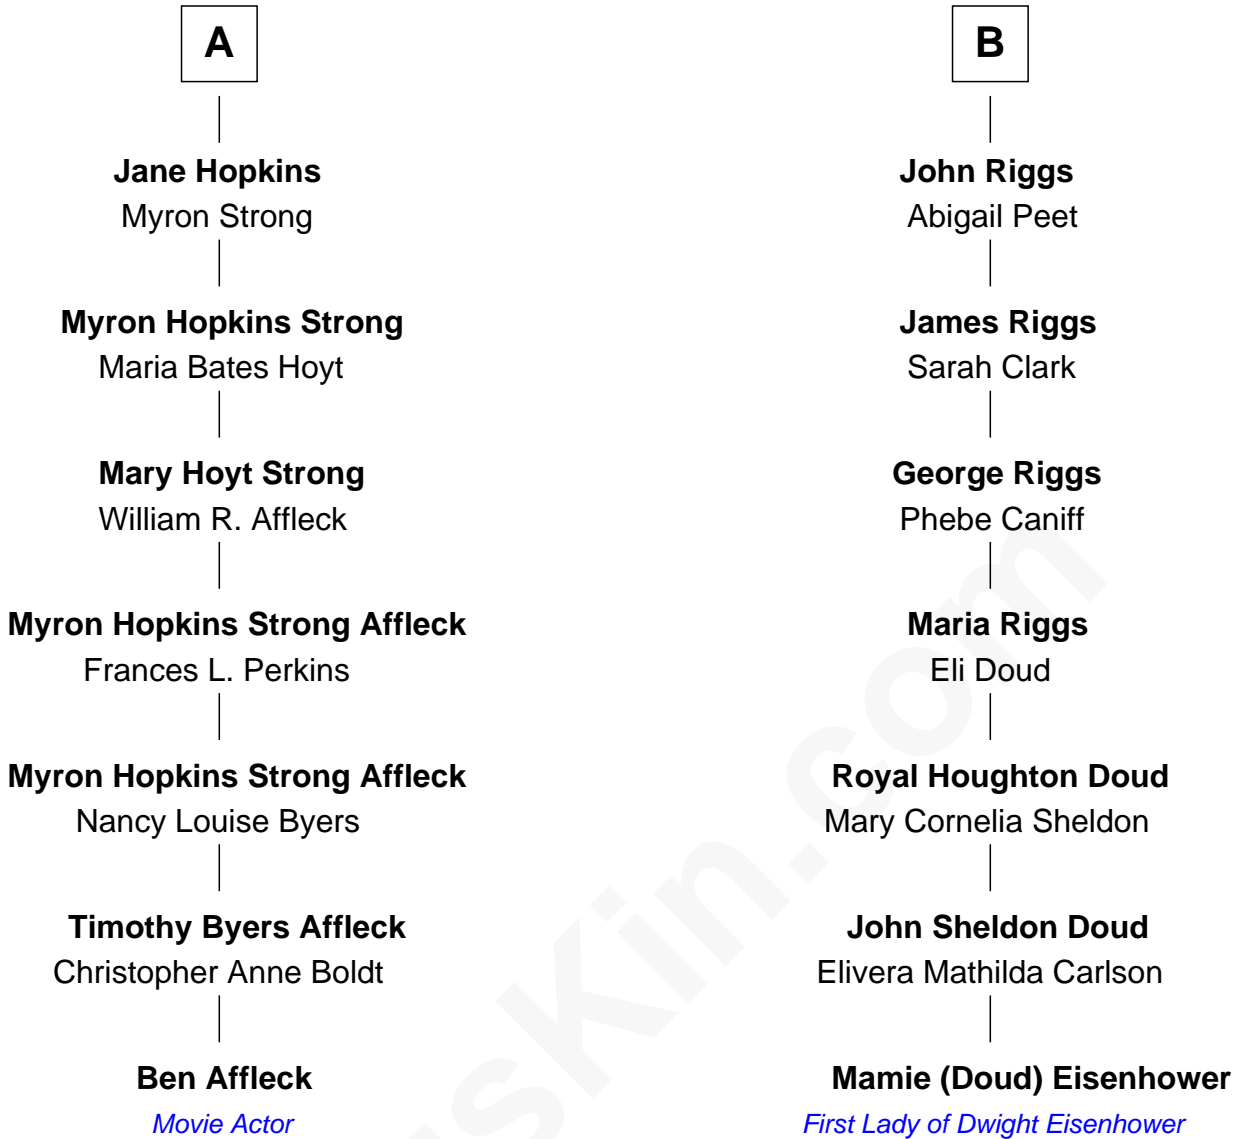 A
Jane Hopkins
Myron Strong
Myron Hopkins Strong
Maria Bates Hoyt
Mary Hoyt Strong
William R. Affleck
Myron Hopkins Strong Affleck
Frances L. Perkins
Myron Hopkins Strong Affleck
Nancy Louise Byers
Timothy Byers Affleck
Christopher Anne Boldt
Ben Affleck
Movie Actor
B
John Riggs
Abigail Peet
James Riggs
Sarah Clark
George Riggs
Phebe Caniff
Maria Riggs
Eli Doud
Royal Houghton Doud
Mary Cornelia Sheldon
John Sheldon Doud
Elivera Mathilda Carlson
Mamie (Doud) Eisenhower
First Lady of Dwight Eisenhower
sKin.com